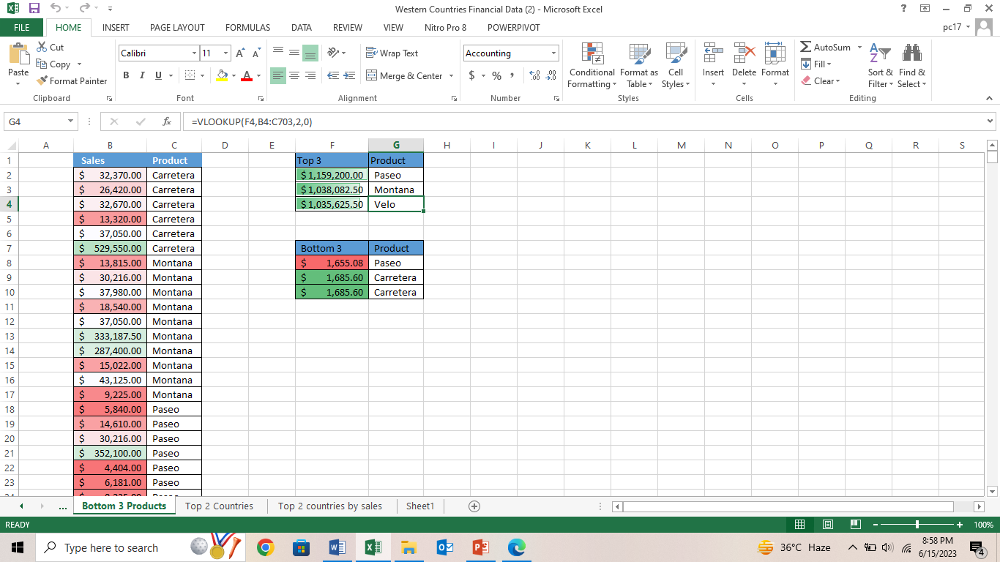 Western Countries Financial Data (2) - Microsoft Excel
FILE HOME INSERT PAGE LAYOUT FORMULAS DATA REVIEW VIEW Nitro Pro 8 POWERPIVOT pc17
Paste
Cut
Copy
Format Painter
Clipboard
Calibri 11
B I U
Font
Wrap Text
Merge & Center
Alignment
Accounting
$ % ,
Number
Conditional Formatting
Format as Table
Cell Styles
Styles
Insert
Delete
Format
Cells
AutoSum
Fill
Clear
Sort & Filter
Find & Select
Editing
G4 fx =VLOOKUP(F4,B4:C703,2,0)
A B C D E F G H I J K L M N O P Q R S
1 Sales Product Top 3 Product
2 $ 32,370.00 Carretera $ 1,159,200.00 Paseo
3 $ 26,420.00 Carretera $ 1,038,082.50 Montana
4 $ 32,670.00 Carretera $ 1,035,625.50 Velo
5 $ 13,320.00 Carretera
6 $ 37,050.00 Carretera
7 $ 529,550.00 Carretera Bottom 3 Product
8 $ 13,815.00 Montana $ 1,655.08 Paseo
9 $ 30,216.00 Montana $ 1,685.60 Carretera
10 $ 37,980.00 Montana $ 1,685.60 Carretera
11 $ 18,540.00 Montana
12 $ 37,050.00 Montana
13 $ 333,187.50 Montana
14 $ 287,400.00 Montana
15 $ 15,022.00 Montana
16 $ 43,125.00 Montana
17 $ 9,225.00 Montana
18 $ 5,840.00 Paseo
19 $ 14,610.00 Paseo
20 $ 30,216.00 Paseo
21 $ 352,100.00 Paseo
22 $ 4,404.00 Paseo
23 $ 6,181.00 Paseo
... Bottom 3 Products Top 2 Countries Top 2 countries by sales Sheet1
READY 100%
Type here to search
36°C Haze
8:58 PM
6/15/2023
4